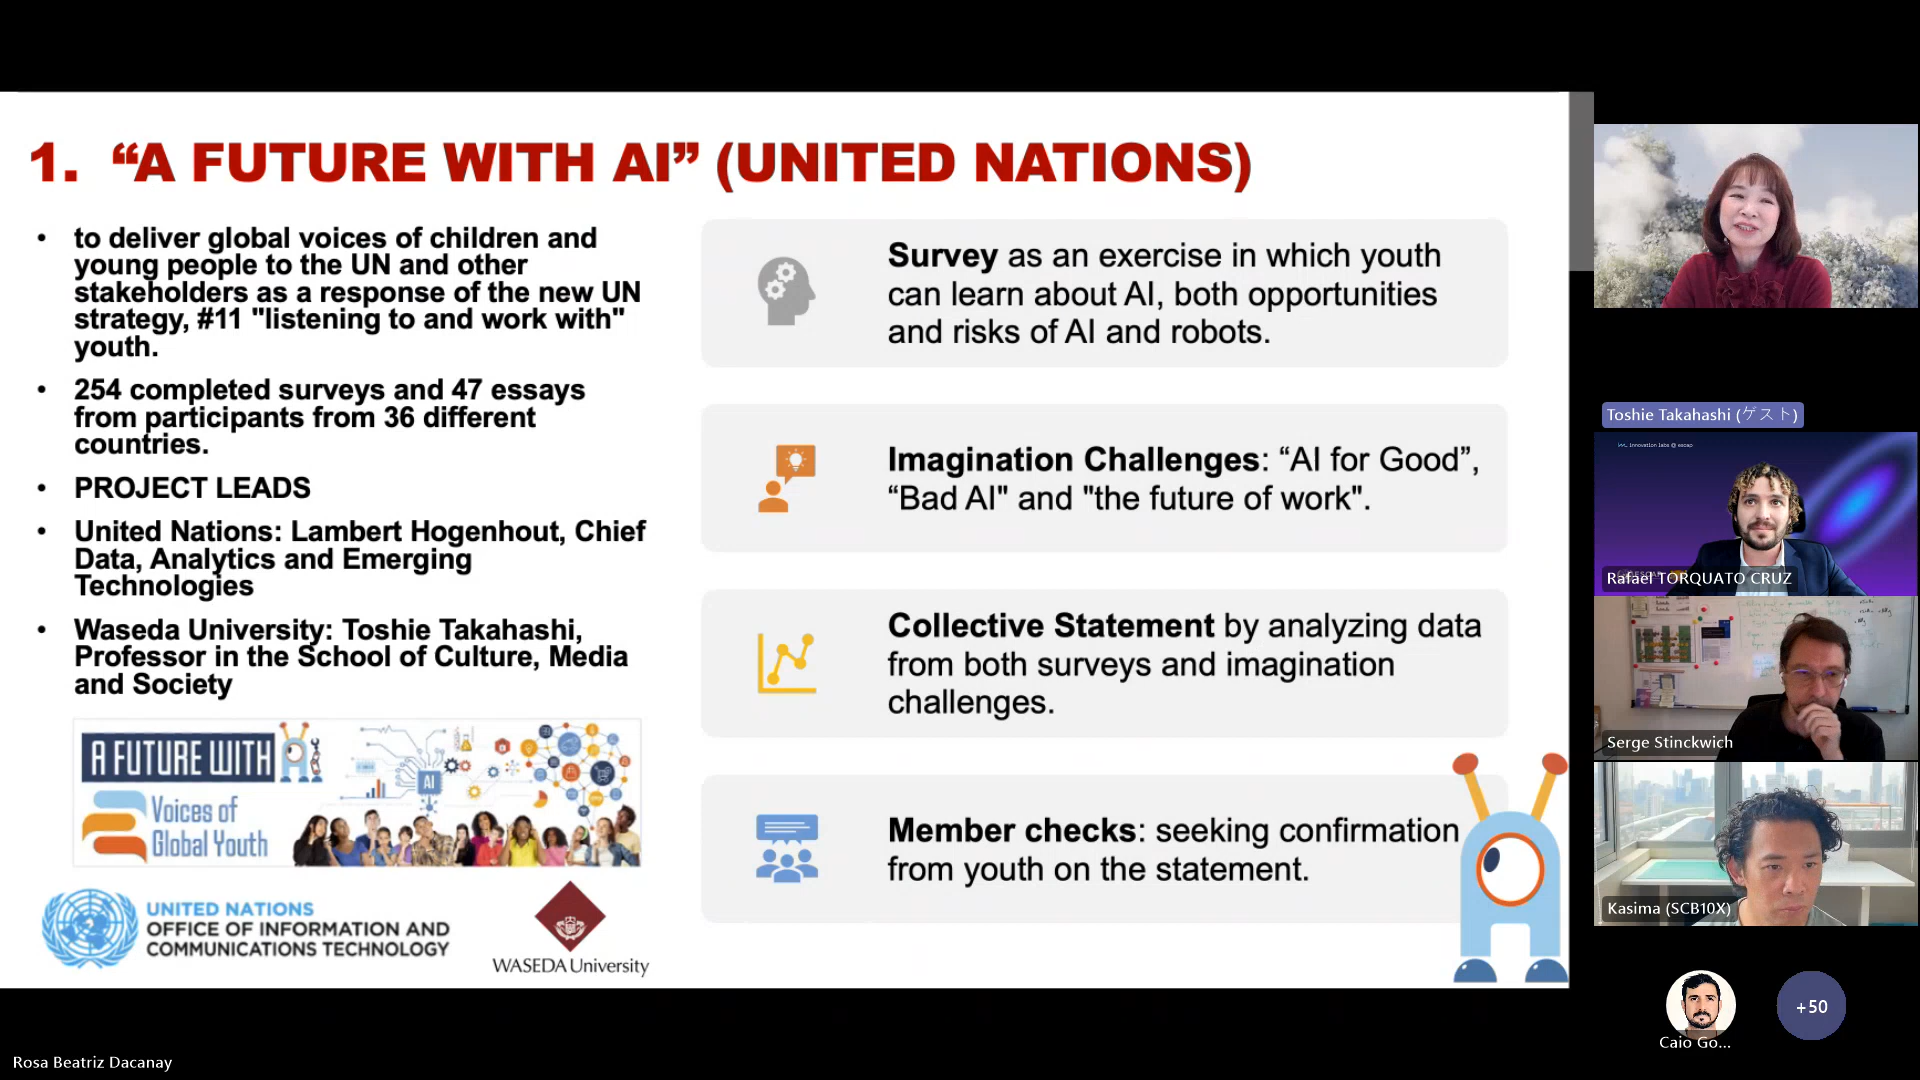 1. “A FUTURE WITH AI” (UNITED NATIONS)
• to deliver global voices of children and
young people to the UN and other
stakeholders as a response of the new UN
strategy, #11 "listening to and work with"
youth.
• 254 completed surveys and 47 essays
from participants from 36 different
countries.
• PROJECT LEADS
• United Nations: Lambert Hogenhout, Chief
Data, Analytics and Emerging
Technologies
• Waseda University: Toshie Takahashi,
Professor in the School of Culture, Media
and Society
A FUTURE WITH
AI
Voices of
Global Youth
UNITED NATIONS
OFFICE OF INFORMATION AND
COMMUNICATIONS TECHNOLOGY
WASEDA University
Survey as an exercise in which youth
can learn about AI, both opportunities
and risks of AI and robots.
Imagination Challenges: “AI for Good”,
“Bad AI" and "the future of work".
Collective Statement by analyzing data
from both surveys and imagination
challenges.
Member checks: seeking confirmation
from youth on the statement.
Toshie Takahashi (ゲスト)
innovation labs @ escap
Rafael TORQUATO CRUZ
Serge Stinckwich
Kasima (SCB10X)
Caio Go...
+50
Rosa Beatriz Dacanay